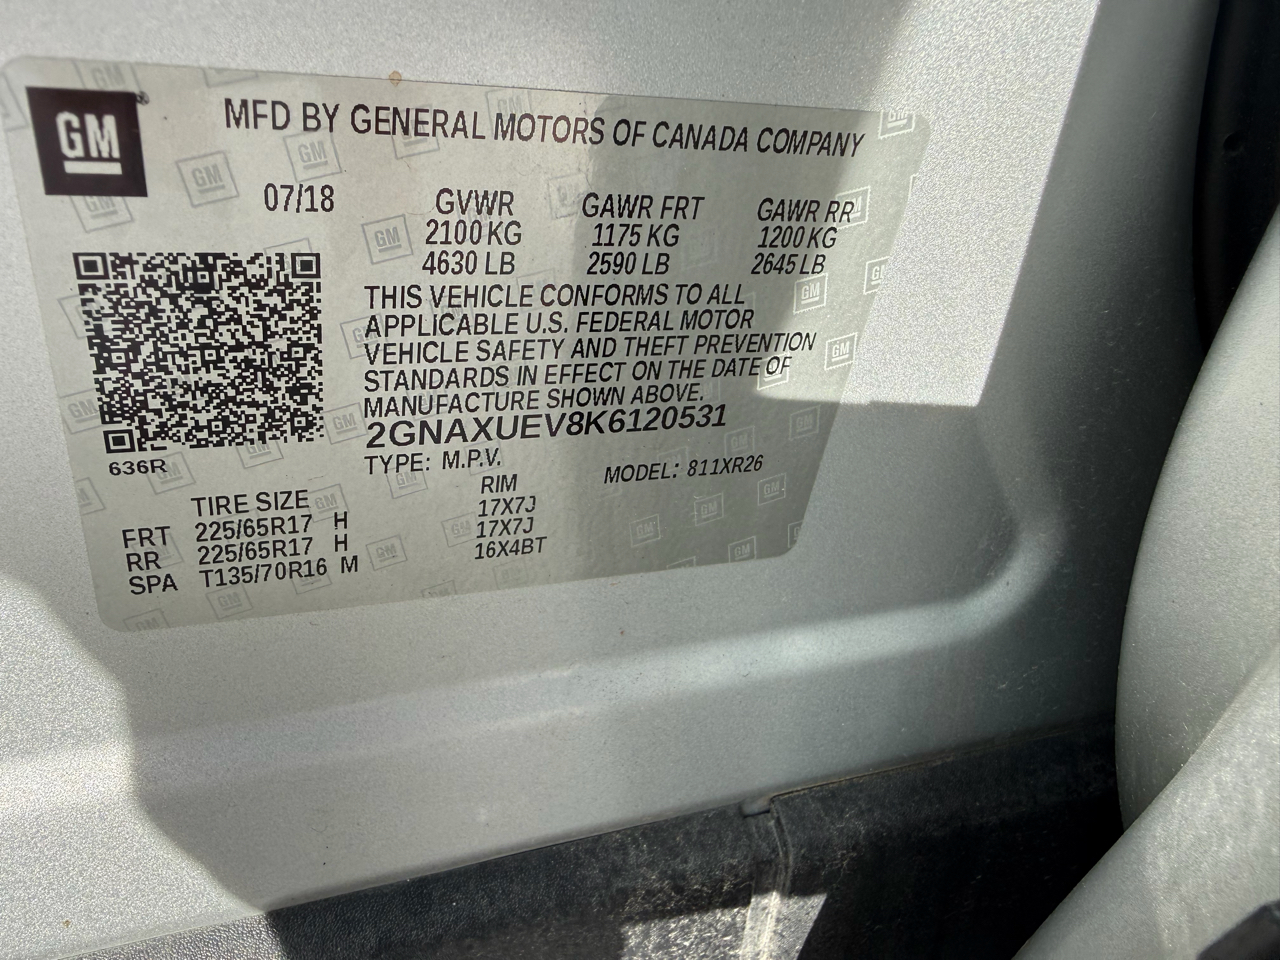 GM
MFD BY GENERAL MOTORS OF CANADA COMPANY
07/18 GVWR GAWR FRT GAWR RR
2100 KG 1175 KG 1200 KG
4630 LB 2590 LB 2645 LB
THIS VEHICLE CONFORMS TO ALL
APPLICABLE U.S. FEDERAL MOTOR
VEHICLE SAFETY AND THEFT PREVENTION
STANDARDS IN EFFECT ON THE DATE OF
MANUFACTURE SHOWN ABOVE.
2GNAXUEV8K6120531
636R
TYPE: M.P.V. MODEL: 811XR26
TIRE SIZE RIM
FRT 225/65R17 H 17X7J
RR 225/65R17 H 17X7J
SPA T135/70R16 M 16X4BT